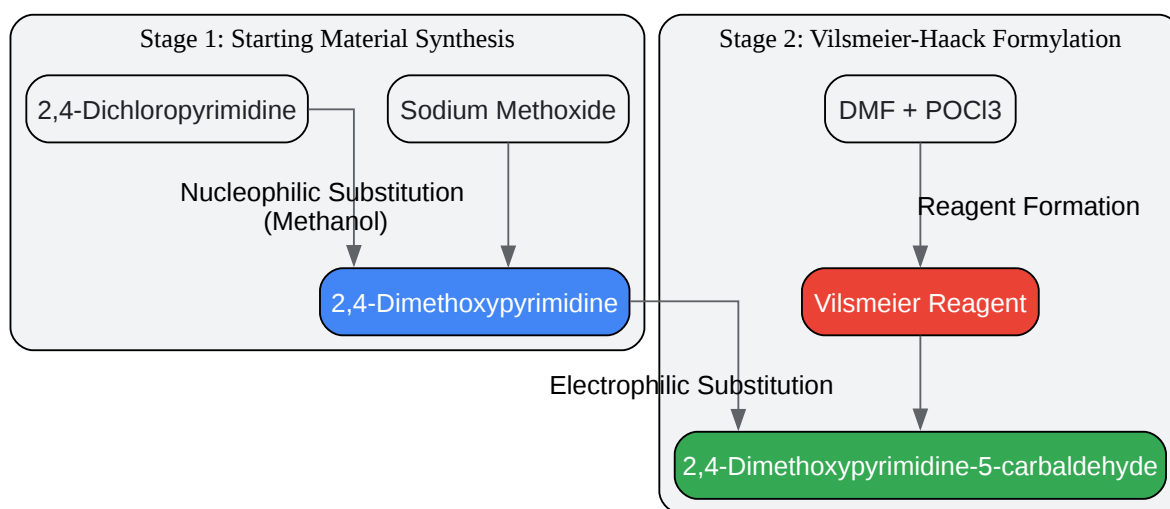 Stage 1: Starting Material Synthesis
2,4-Dichloropyrimidine
Sodium Methoxide
Nucleophilic Substitution
(Methanol)
2,4-Dimethoxypyrimidine
Stage 2: Vilsmeier-Haack Formylation
DMF + POCl3
Reagent Formation
Vilsmeier Reagent
Electrophilic Substitution
2,4-Dimethoxypyrimidine-5-carbaldehyde